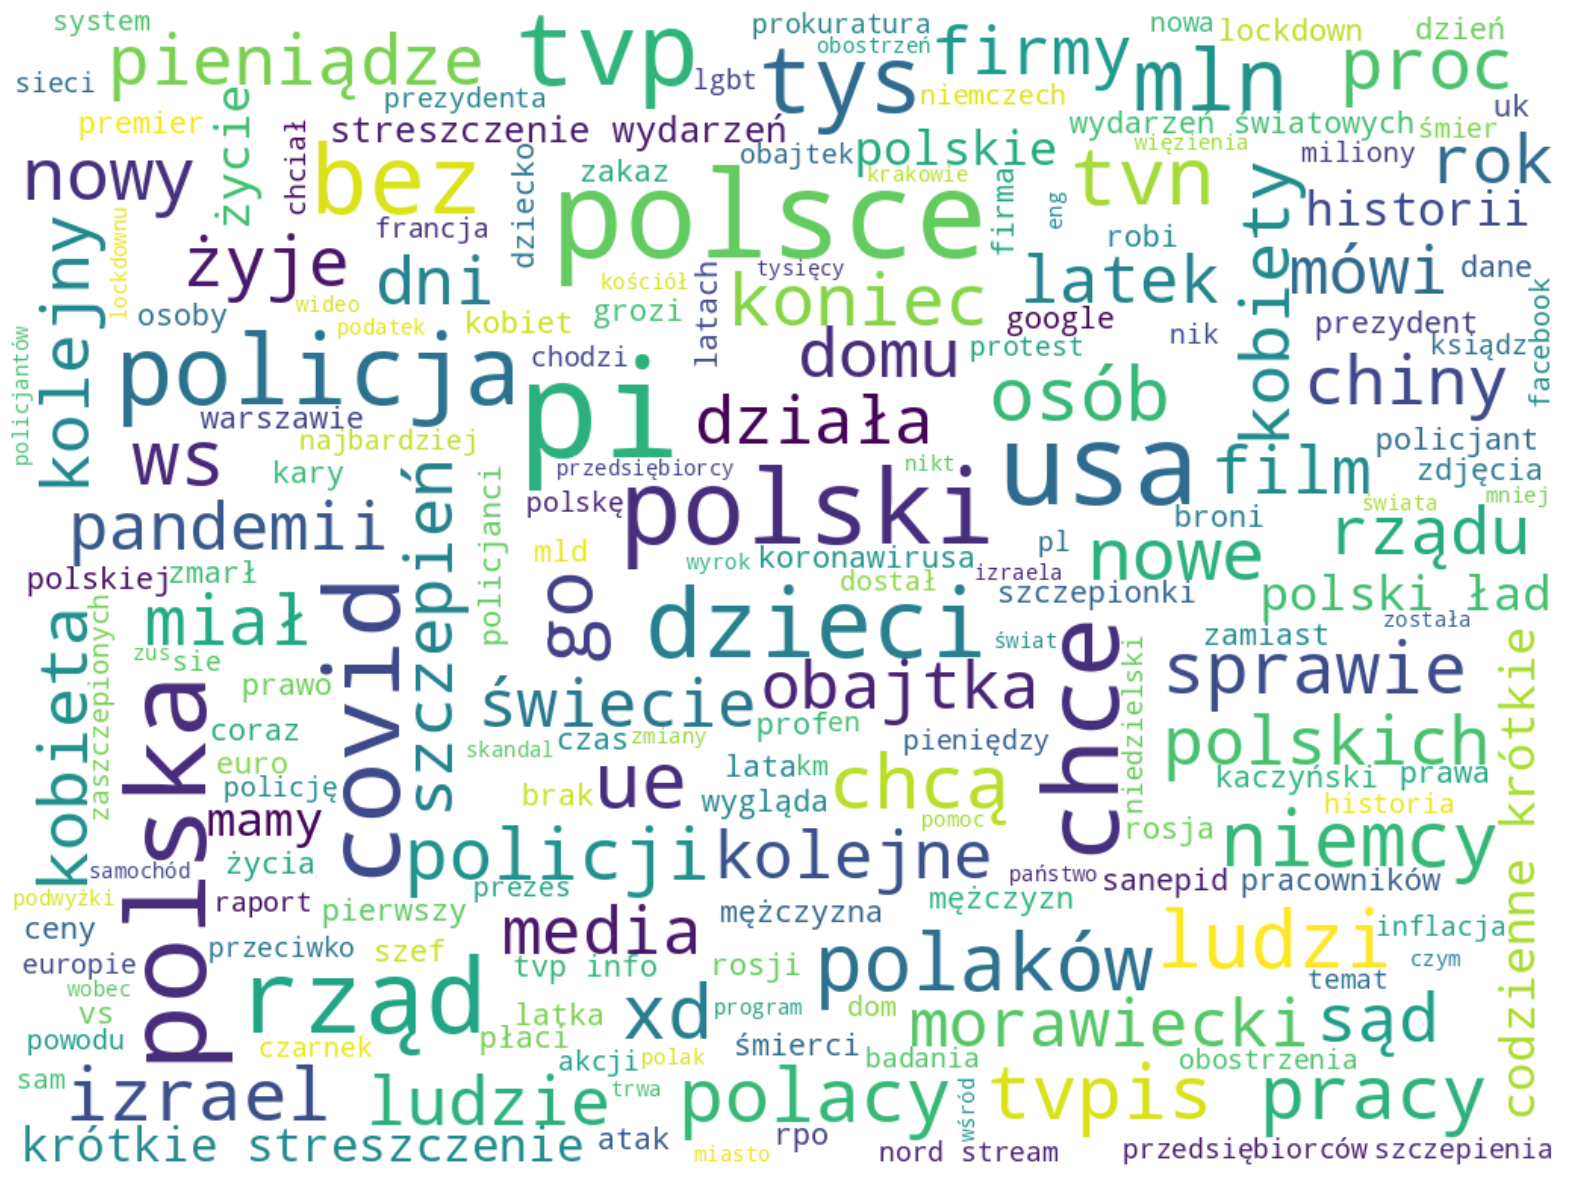 system
pieniądze
tvp
prokuratura
obostrzeń
firmy
nowa
lockdown
dzień
sieci
prezydenta
lgbt
tys
niemczech
mln
proc
uk
premier
życie
chciał
streszczenie wydarzeń
obajtek
polskie
wydarzeń światowych
śmier
więzienia
miliony
rok
nowy
bez
dziecko
zakaz
krakowie
tvn
kobiety
historii
lockdownu
francja
polsce
firma
eng
robi
kolejny
żyje
dni
kościół
latach
tysięcy
koniec
latek
mówi
dane
wideo
osoby
podatek
kobiet
grozi
google
nik
prezydent
facebook
policjantów
policja
chodzi
domu
protest
ksiądz
warszawie
pi
działa
osób
chiny
ws
najbardziej
kary
przedsiębiorcy
nikt
usa
film
policjant
zdjęcia
pandemii
szczepień
policjanci
polskę
polski
broni
świata
mniej
rządu
polskiej
zmarł
mld
wyrok
koronawirusa
pl
nowe
izraela
dostał
szczepionki
polski ład
kobieta
zaszczepionych
miał
covid
go
dzieci
świat
chce
zamiast
została
zus
sie
prawo
świecie
obajtka
niedzielski
sprawie
codzienne krótkie
polska
coraz
skandal
czas
zmiany
prof
en
pieniędzy
polskich
euro
policję
lata
km
kaczyński
prawa
brak
ue
wygląda
chcą
historia
mamy
pomoc
rosja
niemcy
samochód
życia
policji
kolejne
państwo
sanepid
pracowników
podwyżki
raport
prezes
pierwszy
mężczyzna
mężczyzn
ceny
przeciwko
szef
media
ludzi
inflacja
europie
tvp info
rosji
polaków
czym
temat
wobec
rząd
vs
latka
xd
program
dom
morawiecki
sąd
powodu
czarnek
płaci
akcji
polak
śmierci
badania
obostrzenia
sam
izrael
ludzie
trwa
polacy
wśród
tvpis
pracy
krótkie streszczenie
atak
miasto
rpo
nord stream
przedsiębiorców
szczepienia